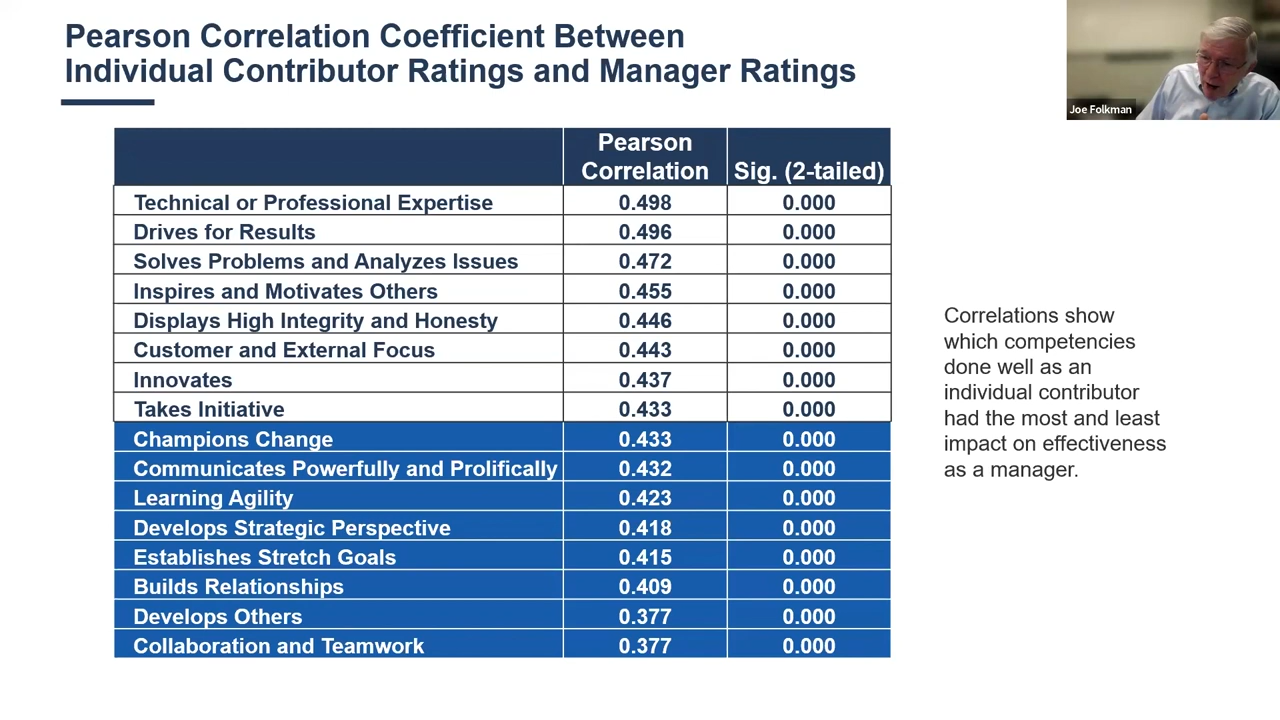 Pearson Correlation Coefficient Between
Individual Contributor Ratings and Manager Ratings
Joe Folkman
Pearson Correlation Sig. (2-tailed)
Technical or Professional Expertise 0.498 0.000
Drives for Results 0.496 0.000
Solves Problems and Analyzes Issues 0.472 0.000
Inspires and Motivates Others 0.455 0.000
Displays High Integrity and Honesty 0.446 0.000
Customer and External Focus 0.443 0.000
Innovates 0.437 0.000
Takes Initiative 0.433 0.000
Champions Change 0.433 0.000
Communicates Powerfully and Prolifically 0.432 0.000
Learning Agility 0.423 0.000
Develops Strategic Perspective 0.418 0.000
Establishes Stretch Goals 0.415 0.000
Builds Relationships 0.409 0.000
Develops Others 0.377 0.000
Collaboration and Teamwork 0.377 0.000
Correlations show
which competencies
done well as an
individual contributor
had the most and least
impact on effectiveness
as a manager.